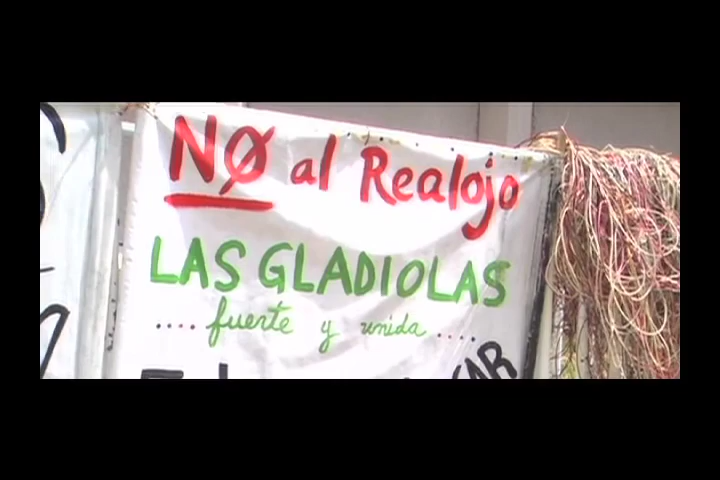 NØ al Realojo
LAS GLADIOLAS
.... fuerte y unida ....